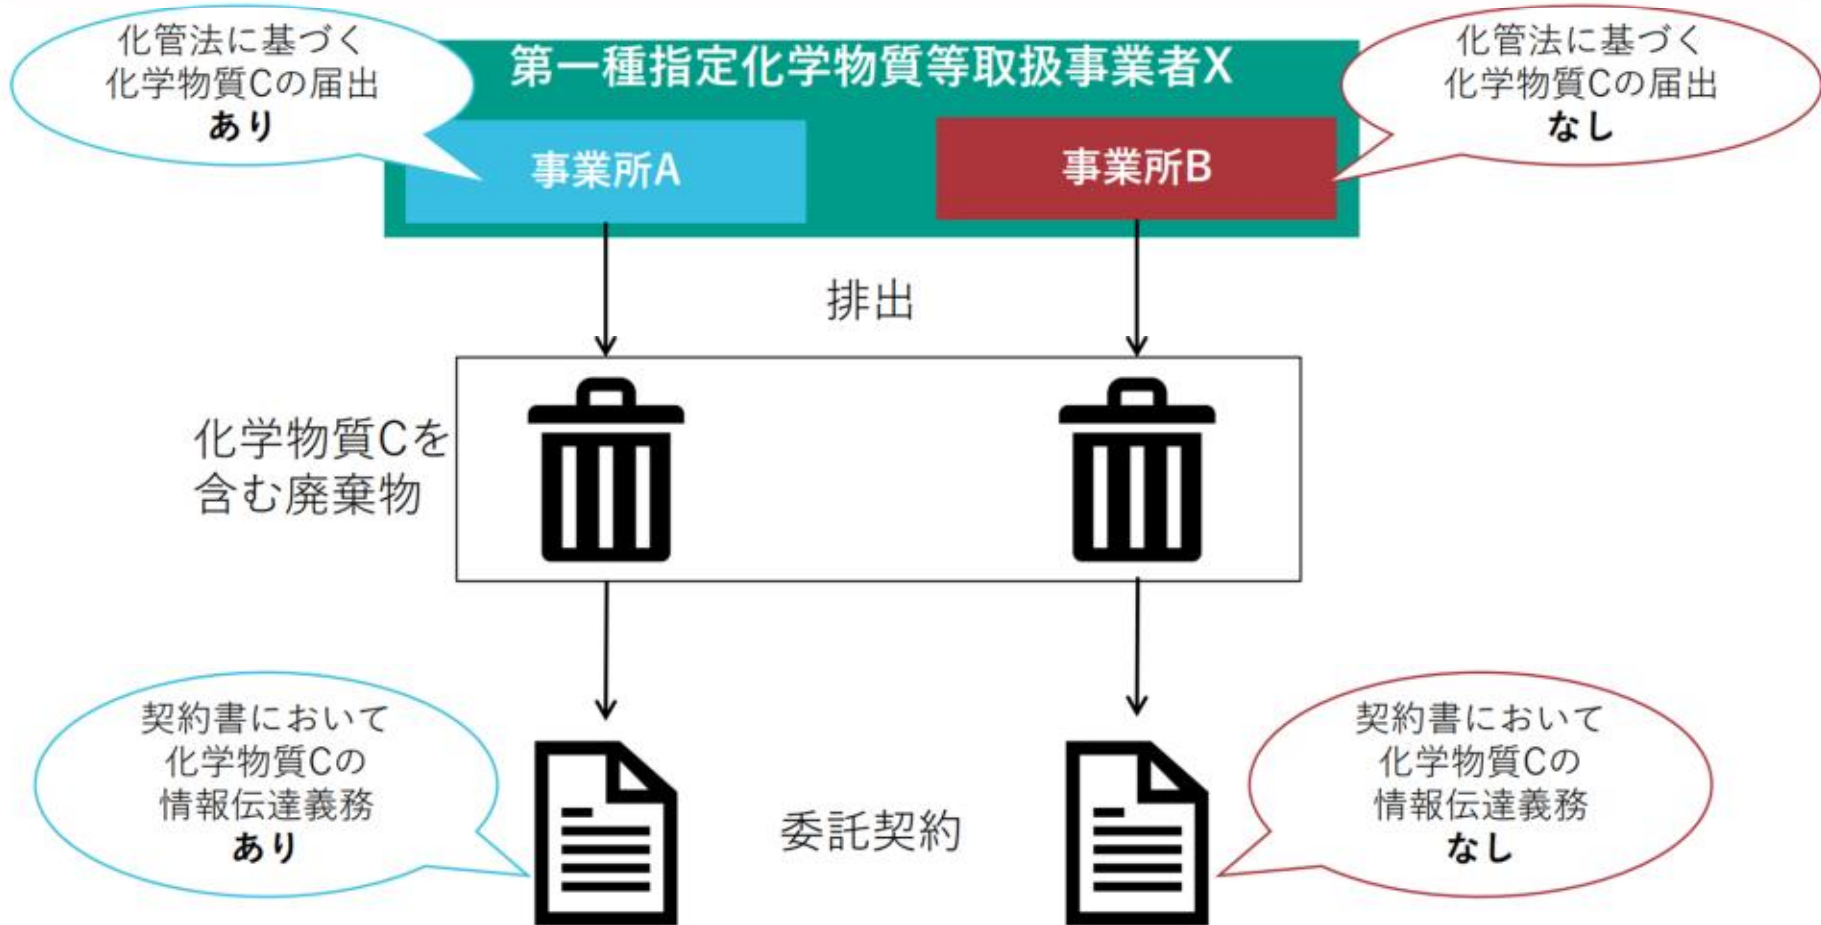 化管法に基づく
化学物質Cの届出
あり
第一種指定化学物質等取扱事業者X
化管法に基づく
化学物質Cの届出
なし
事業所A
事業所B
排出
化学物質Cを
含む廃棄物
契約書において
化学物質Cの
情報伝達義務
あり
委託契約
契約書において
化学物質Cの
情報伝達義務
なし